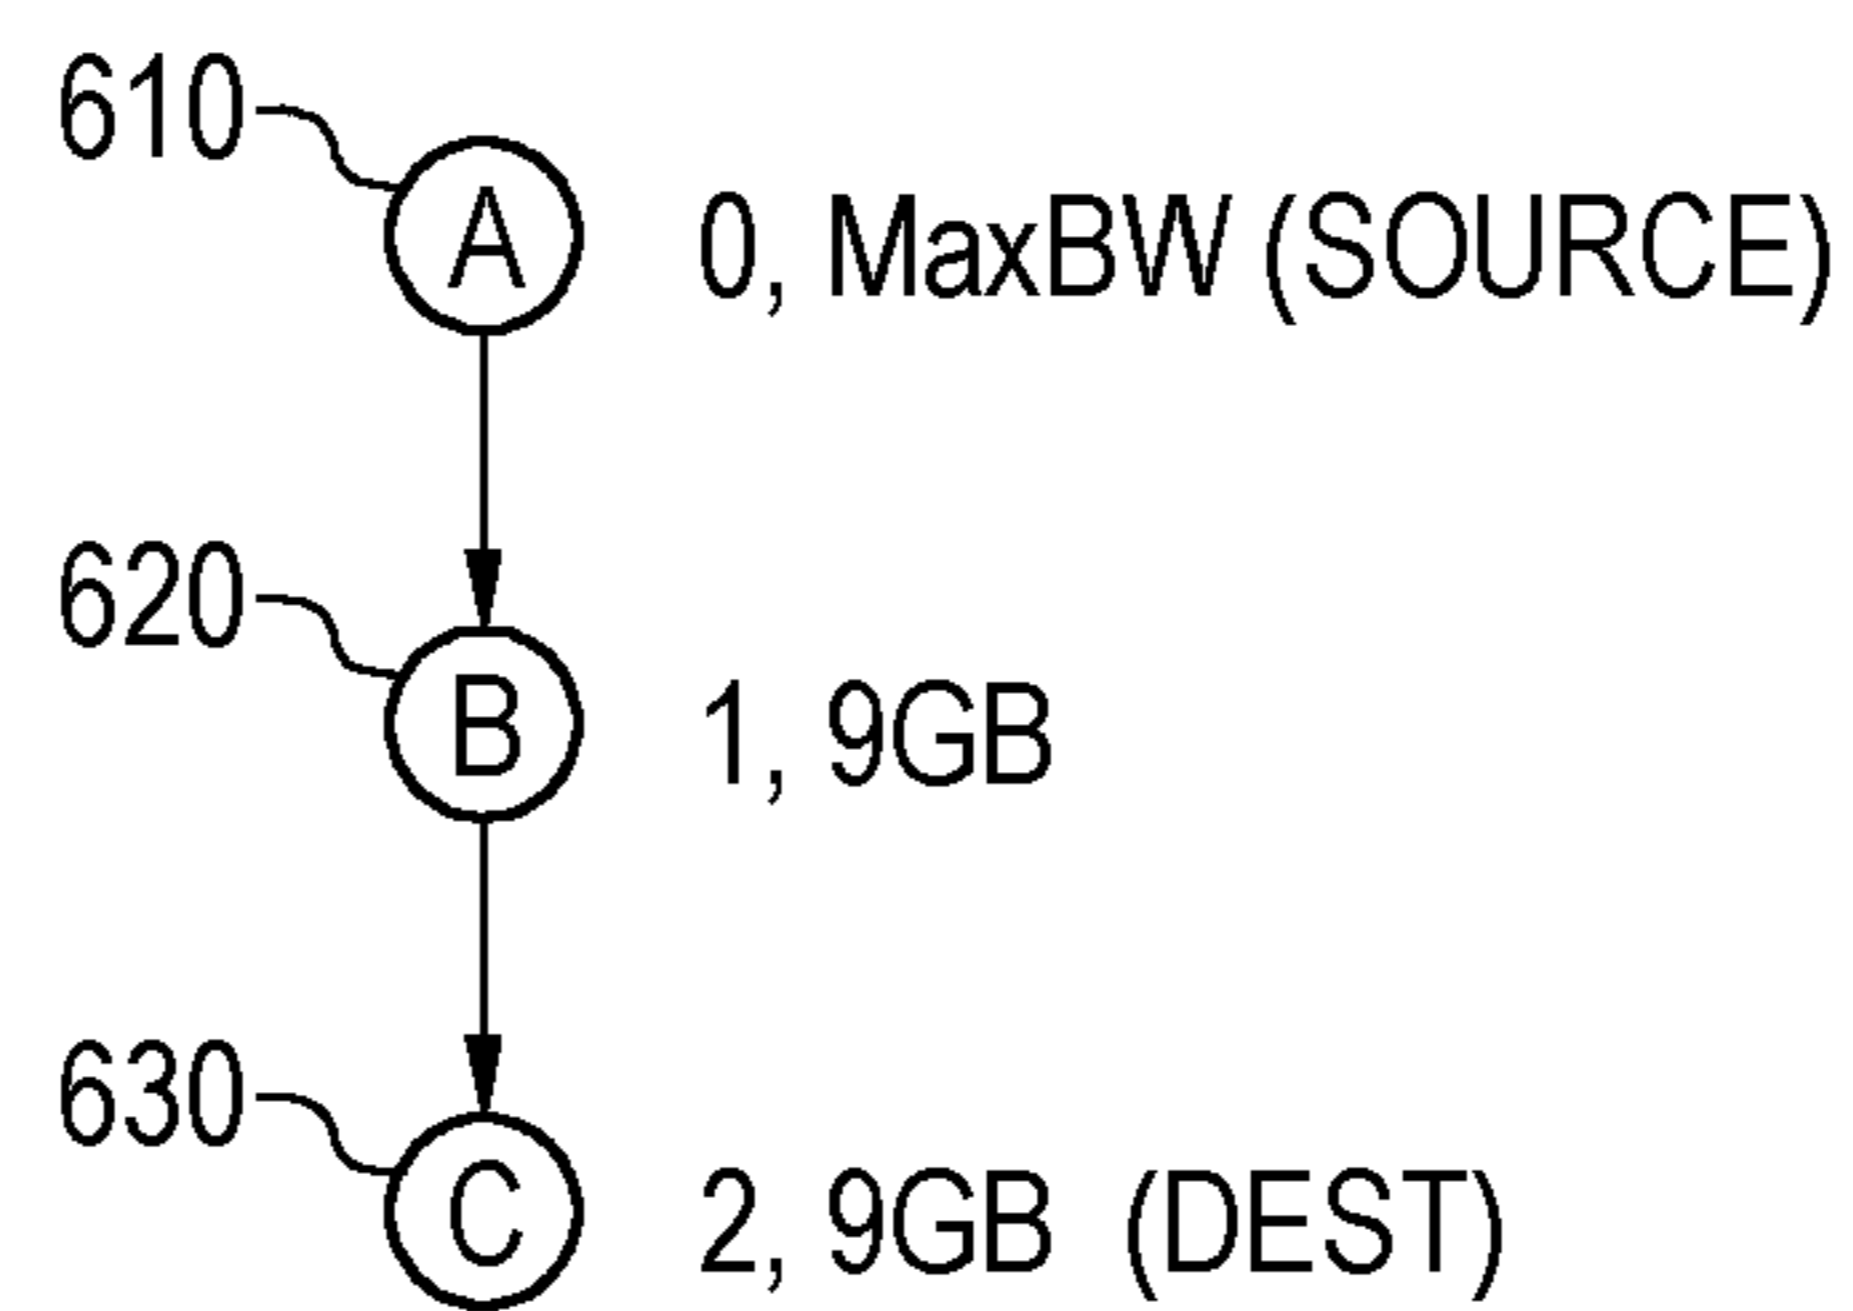 610
A 0, MaxBW (SOURCE)
620
B 1, 9GB
630
C 2, 9GB (DEST)